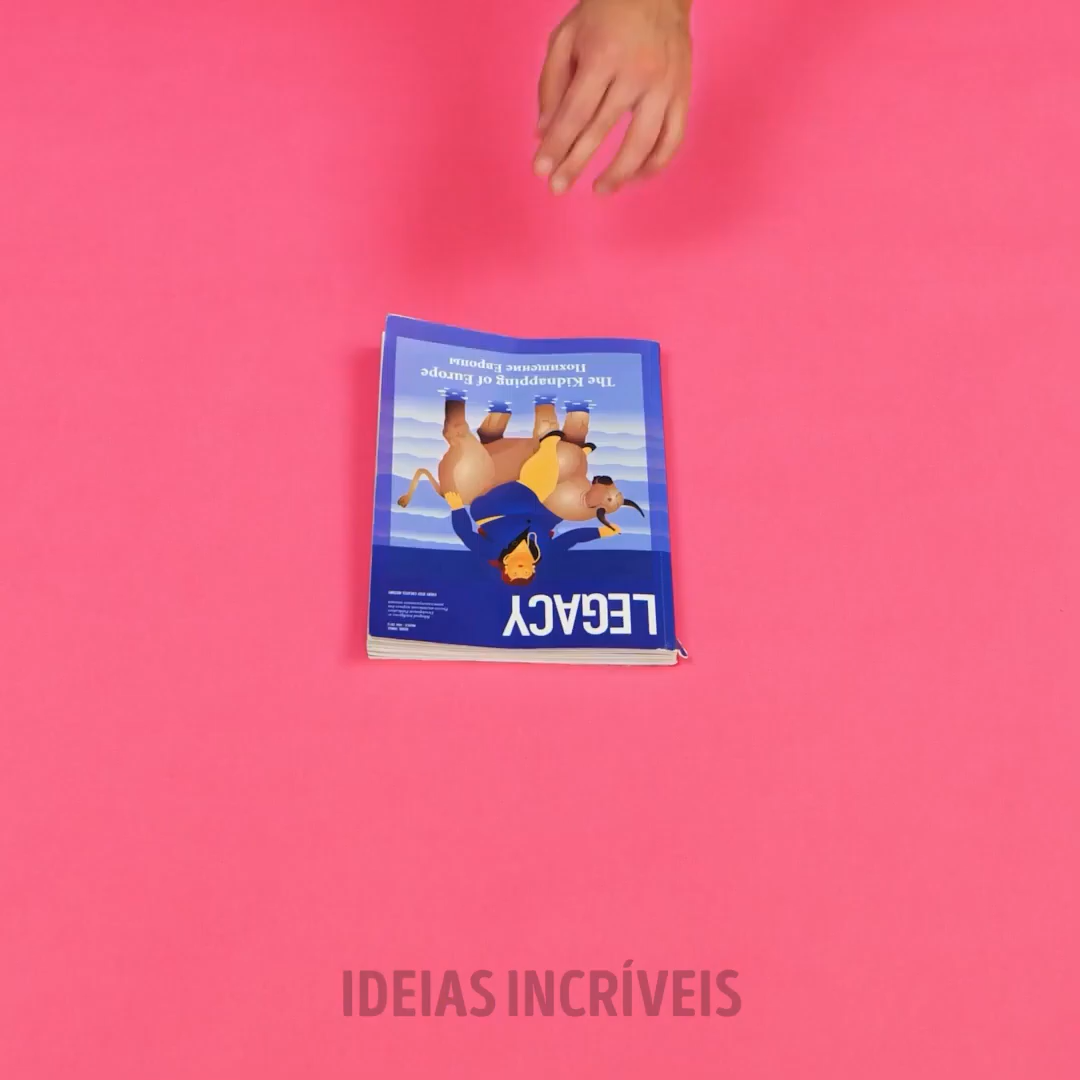 LEGACY
The Kidnapping of Europe
Похищение Европы
IDEIAS INCRÍVEIS